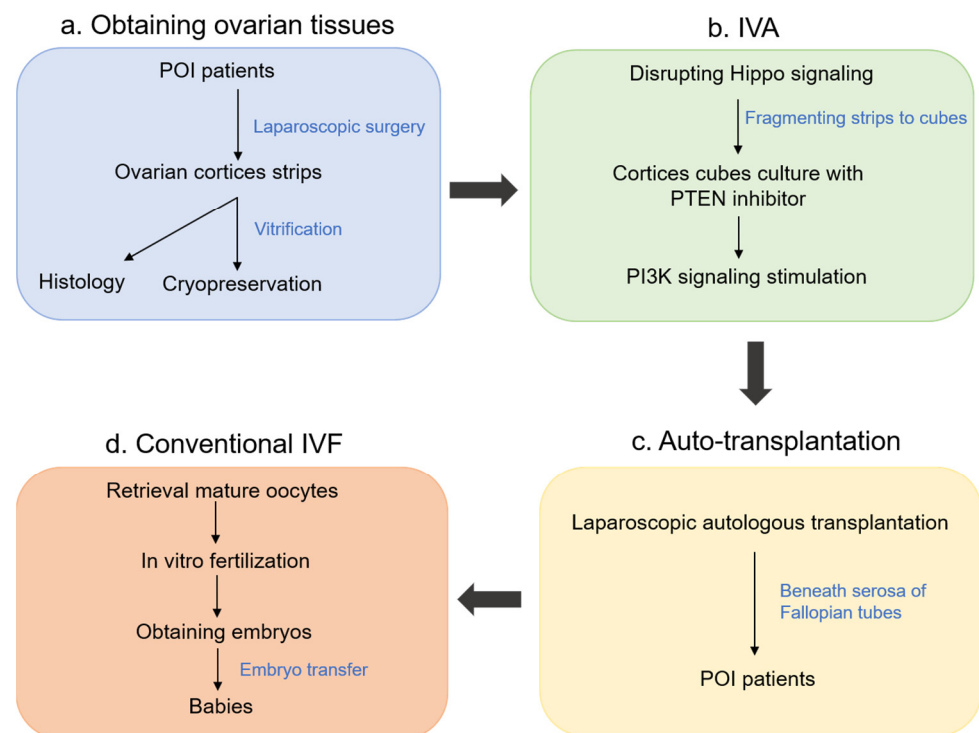 a. Obtaining ovarian tissues
POI patients
Laparoscopic surgery
Ovarian cortices strips
Vitrification
Histology
Cryopreservation
b. IVA
Disrupting Hippo signaling
Fragmenting strips to cubes
Cortices cubes culture with
PTEN inhibitor
PI3K signaling stimulation
c. Auto-transplantation
Laparoscopic autologous transplantation
Beneath serosa of
Fallopian tubes
POI patients
d. Conventional IVF
Retrieval mature oocytes
In vitro fertilization
Obtaining embryos
Embryo transfer
Babies